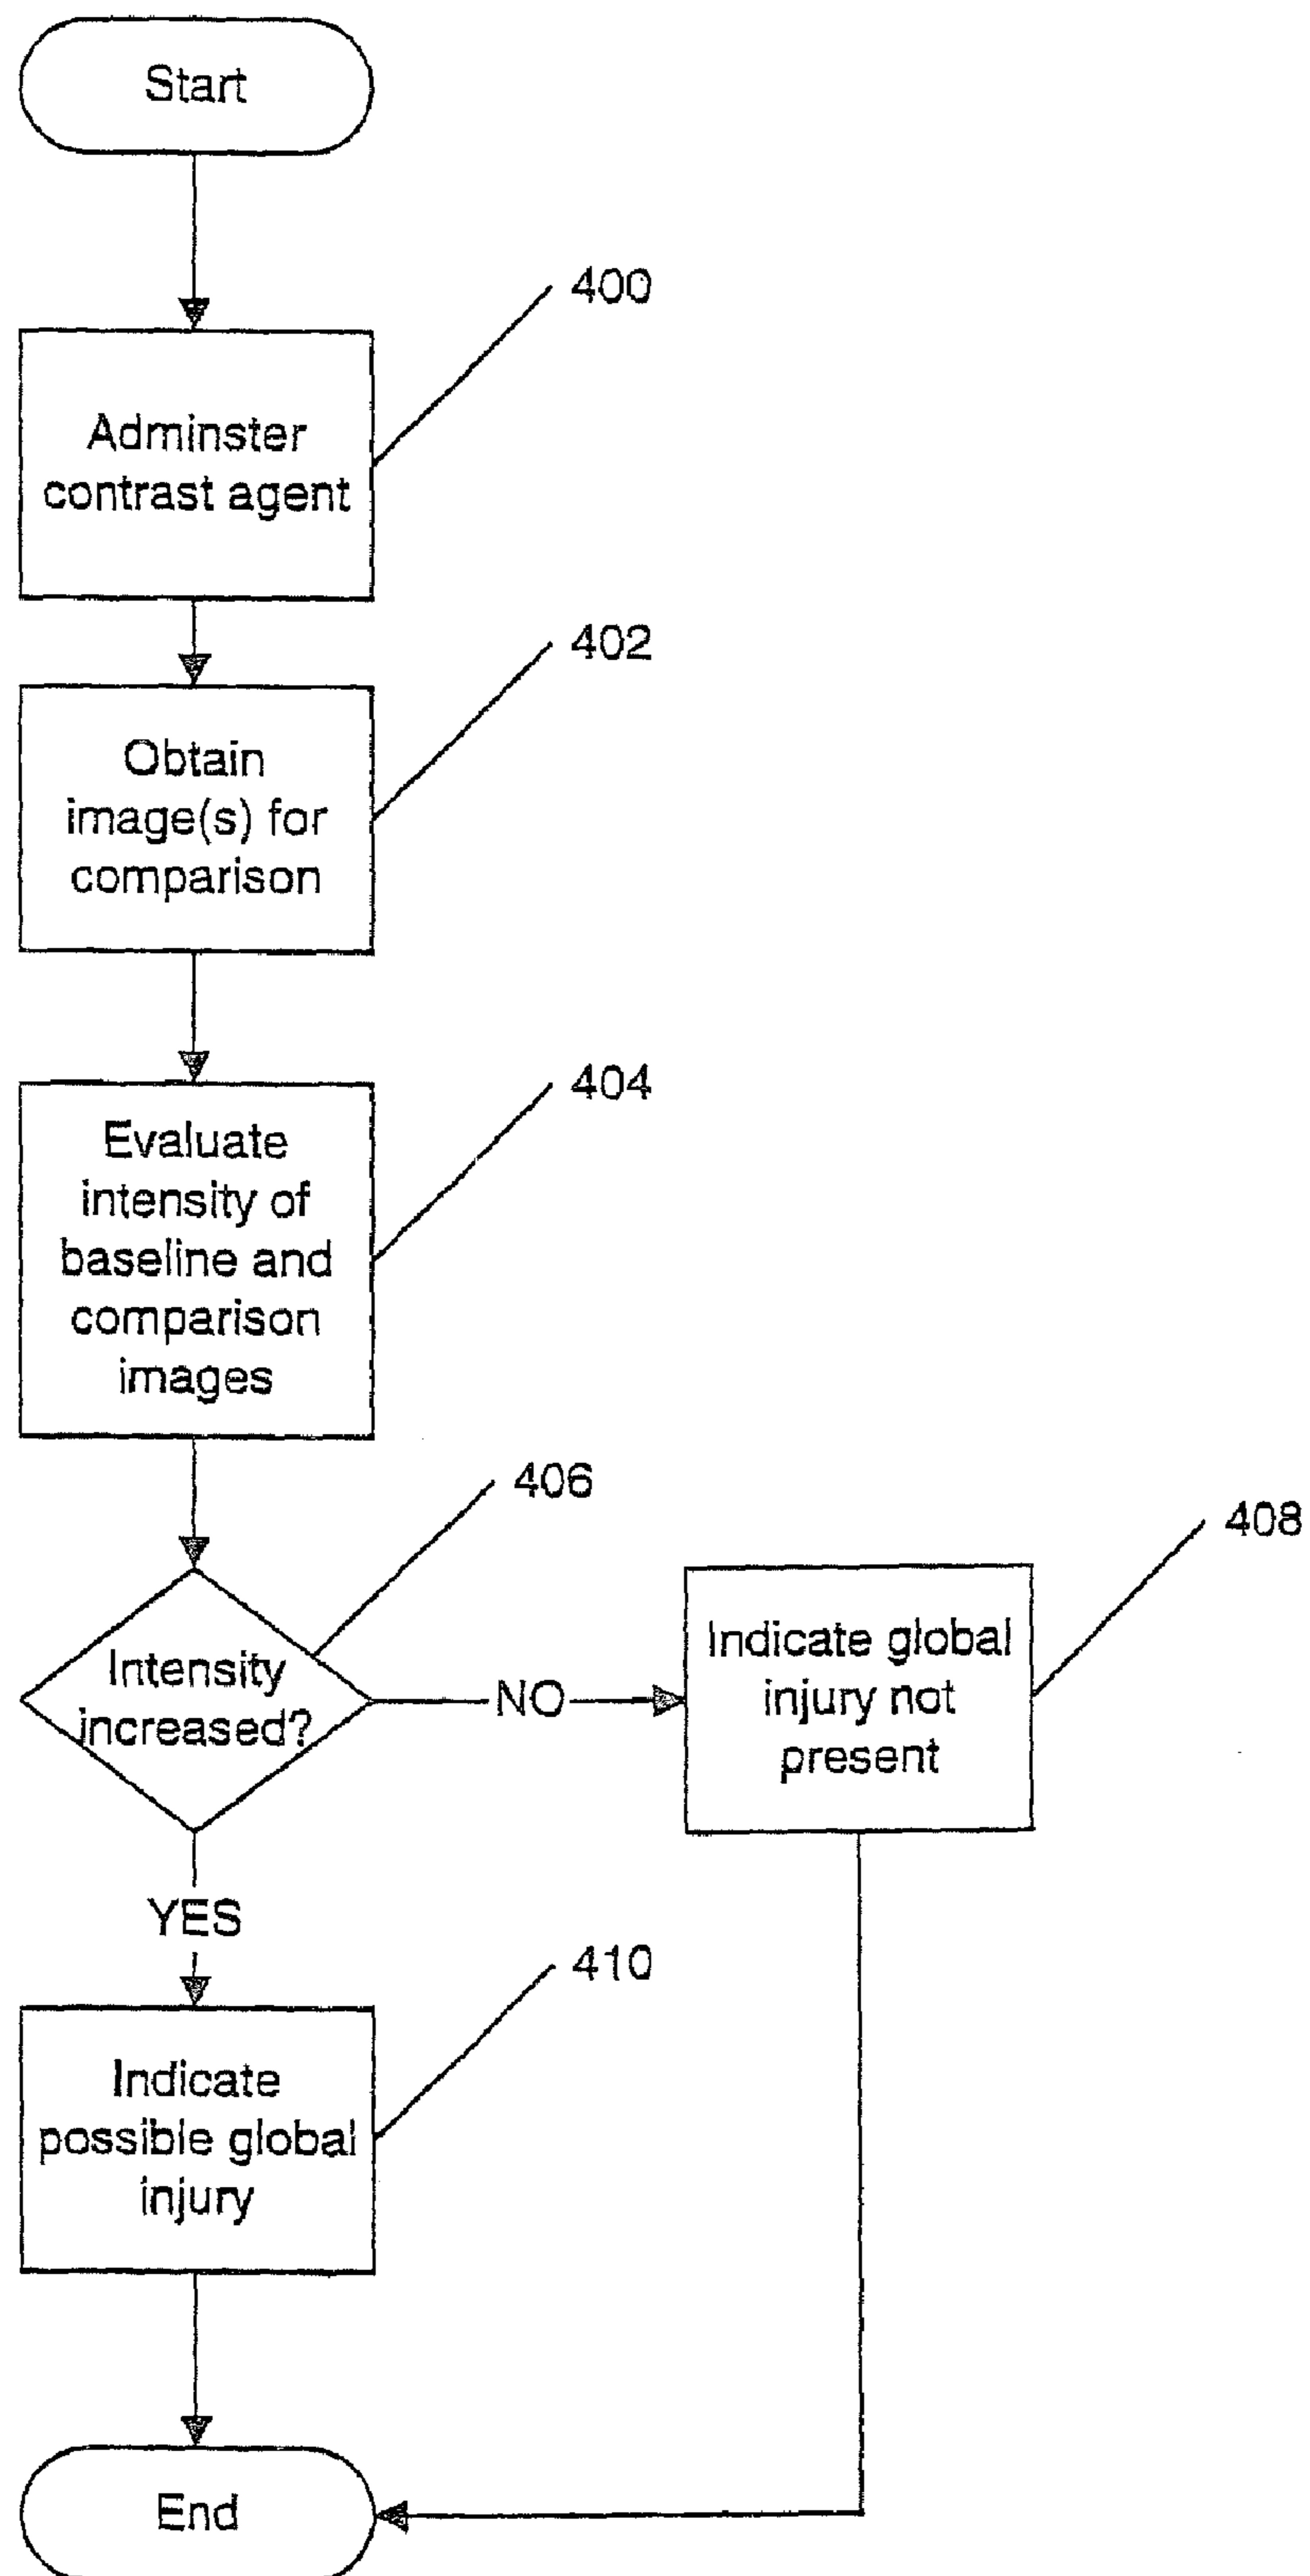 Start
400
Adminster
contrast agent
402
Obtain
image(s) for
comparison
404
Evaluate
intensity of
baseline and
comparison
images
406
Intensity
increased?
NO
408
Indicate global
injury not
present
YES
410
Indicate
possible global
injury
End